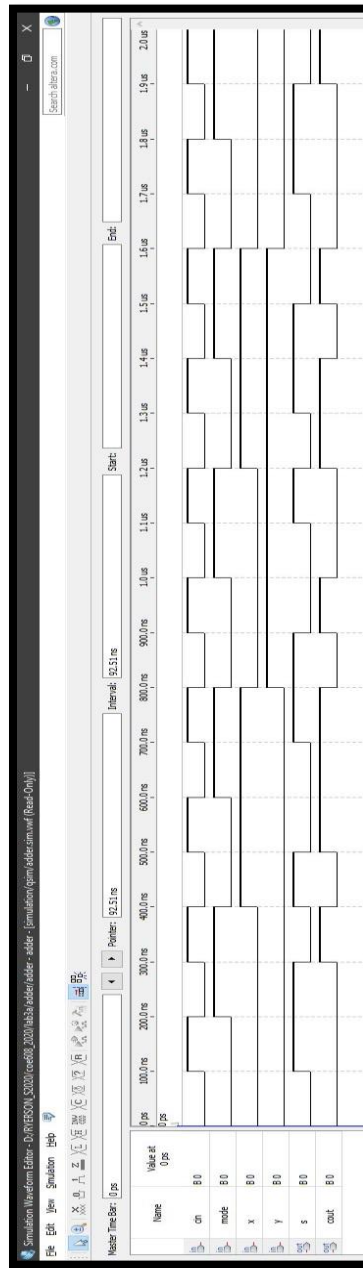 Simulation Waveform Editor - D:/RYERSON_S2020/coe608_2020/lab2a/adder/adder - adder - [simulation/qsim/adder.sim.vwf (Read-Only)]
File Edit View Simulation Help
Search altera.com
Master Time Bar: 0 ps
Pointer: 92.51 ns
Interval: 92.51 ns
Start:
End:
Name
Value at
0 ps
0 ps 100.0 ns 200.0 ns 300.0 ns 400.0 ns 500.0 ns 600.0 ns 700.0 ns 800.0 ns 900.0 ns 1.0 us 1.1 us 1.2 us 1.3 us 1.4 us 1.5 us 1.6 us 1.7 us 1.8 us 1.9 us 2.0 us
0 ps
cin B 0
mode B 0
x B 0
y B 0
s B 0
cout B 0